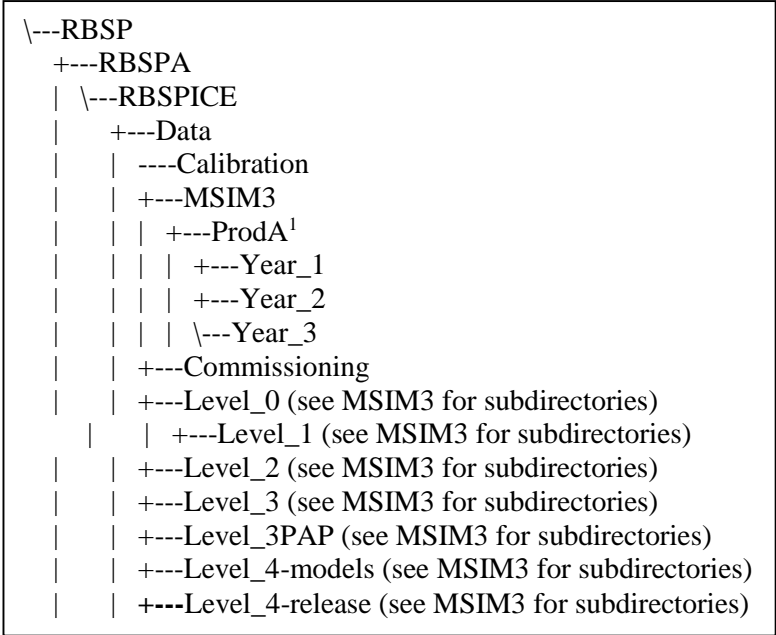 \---RBSP
+---RBSPA
| \---RBSPICE
| +---Data
| | ----Calibration
| | +---MSIM3
| | | +---ProdA¹
| | | | +---Year_1
| | | | +---Year_2
| | | | \---Year_3
| | +---Commissioning
| | +---Level_0 (see MSIM3 for subdirectories)
| | +---Level_1 (see MSIM3 for subdirectories)
| | +---Level_2 (see MSIM3 for subdirectories)
| | +---Level_3 (see MSIM3 for subdirectories)
| | +---Level_3PAP (see MSIM3 for subdirectories)
| | +---Level_4-models (see MSIM3 for subdirectories)
| | +---Level_4-release (see MSIM3 for subdirectories)